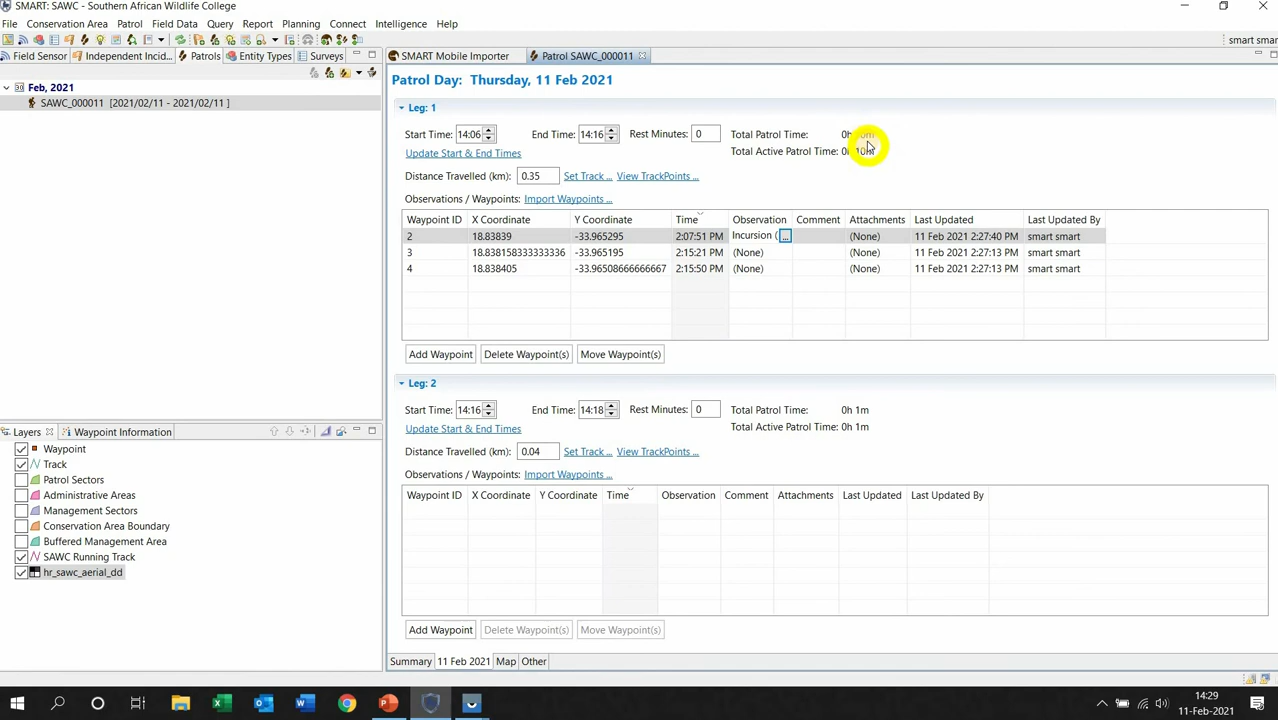 SMART: SAWC - Southern African Wildlife College
File Conservation Area Patrol Field Data Query Report Planning Connect Intelligence Help
smart smar
Field Sensor Independent Incid... Patrols Entity Types Surveys
SMART Mobile Importer Patrol SAWC_000011
Feb, 2021
SAWC_000011 [2021/02/11 - 2021/02/11 ]
Patrol Day: Thursday, 11 Feb 2021
Leg: 1
Start Time: 14:06 End Time: 14:16 Rest Minutes: 0 Total Patrol Time: 0h 10m
Update Start & End Times Total Active Patrol Time: 0h 10m
Distance Travelled (km): 0.35 Set Track ... View TrackPoints ...
Observations / Waypoints: Import Waypoints ...
Waypoint ID X Coordinate Y Coordinate Time Observation Comment Attachments Last Updated Last Updated By
2 18.83839 -33.965295 2:07:51 PM Incursion ( ... (None) 11 Feb 2021 2:27:40 PM smart smart
3 18.838158333333336 -33.965195 2:15:21 PM (None) (None) 11 Feb 2021 2:27:13 PM smart smart
4 18.838405 -33.96508666666667 2:15:50 PM (None) (None) 11 Feb 2021 2:27:13 PM smart smart
Add Waypoint Delete Waypoint(s) Move Waypoint(s)
Leg: 2
Start Time: 14:16 End Time: 14:18 Rest Minutes: 0 Total Patrol Time: 0h 1m
Update Start & End Times Total Active Patrol Time: 0h 1m
Distance Travelled (km): 0.04 Set Track ... View TrackPoints ...
Observations / Waypoints: Import Waypoints ...
Waypoint ID X Coordinate Y Coordinate Time Observation Comment Attachments Last Updated Last Updated By
Add Waypoint Delete Waypoint(s) Move Waypoint(s)
Summary 11 Feb 2021 Map Other
Layers Waypoint Information
Waypoint
Track
Patrol Sectors
Administrative Areas
Management Sectors
Conservation Area Boundary
Buffered Management Area
SAWC Running Track
hr_sawc_aerial_dd
14:29
11-Feb-2021